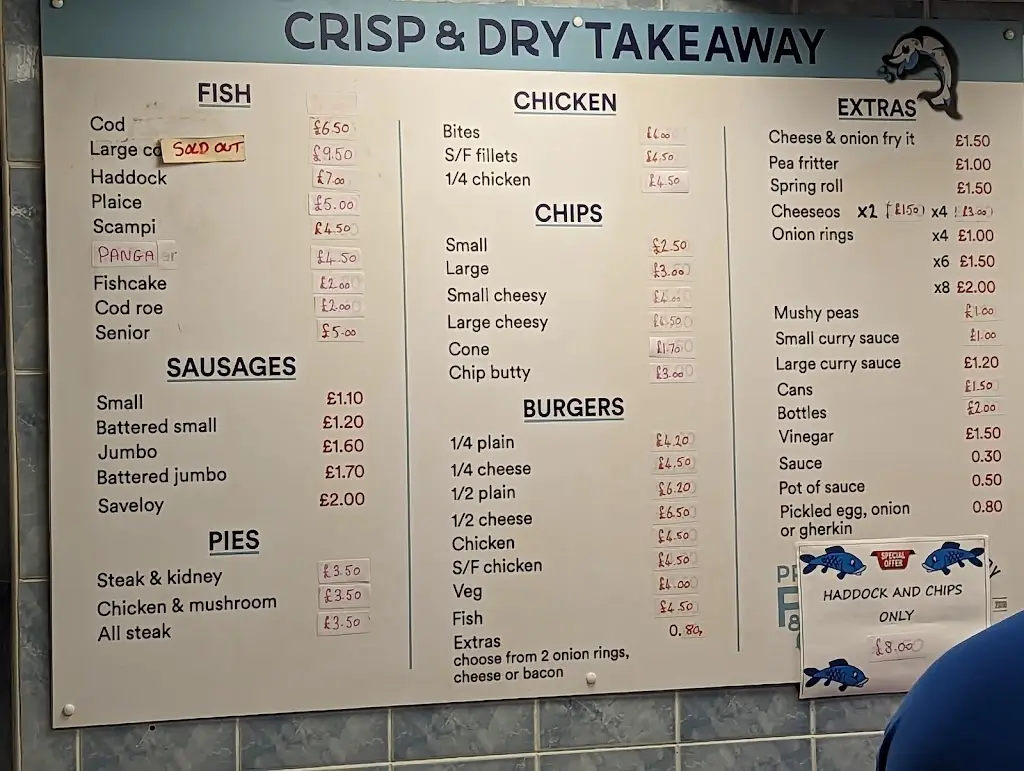 CRISP & DRY TAKEAWAY
FISH
Cod £6.50
Large co SOLD OUT £9.50
Haddock £7.00
Plaice £5.00
Scampi £4.50
PANGA er £4.50
Fishcake £2.00
Cod roe £2.00
Senior £5.00
SAUSAGES
Small £1.10
Battered small £1.20
Jumbo £1.60
Battered jumbo £1.70
Saveloy £2.00
PIES
Steak & kidney £3.50
Chicken & mushroom £3.50
All steak £3.50
CHICKEN
Bites
S/F fillets £4.50
1/4 chicken £4.50
CHIPS
Small £2.50
Large £3.00
Small cheesy £4.00
Large cheesy £4.50
Cone £1.70
Chip butty £3.00
BURGERS
1/4 plain £4.20
1/4 cheese £4.50
1/2 plain £6.20
1/2 cheese £6.50
Chicken £4.50
S/F chicken £4.50
Veg £4.00
Fish £4.50
Extras 0.80
choose from 2 onion rings,
cheese or bacon
EXTRAS
Cheese & onion fry it £1.50
Pea fritter £1.00
Spring roll £1.50
Cheeseos x2 £1.50 x4 £3.00
Onion rings x4 £1.00
x6 £1.50
x8 £2.00
Mushy peas £1.00
Small curry sauce £1.00
Large curry sauce £1.20
Cans £1.50
Bottles £2.00
Vinegar £1.50
Sauce 0.30
Pot of sauce 0.50
Pickled egg, onion 0.80
or gherkin
SPECIAL
OFFER
HADDOCK AND CHIPS
ONLY
£8.00